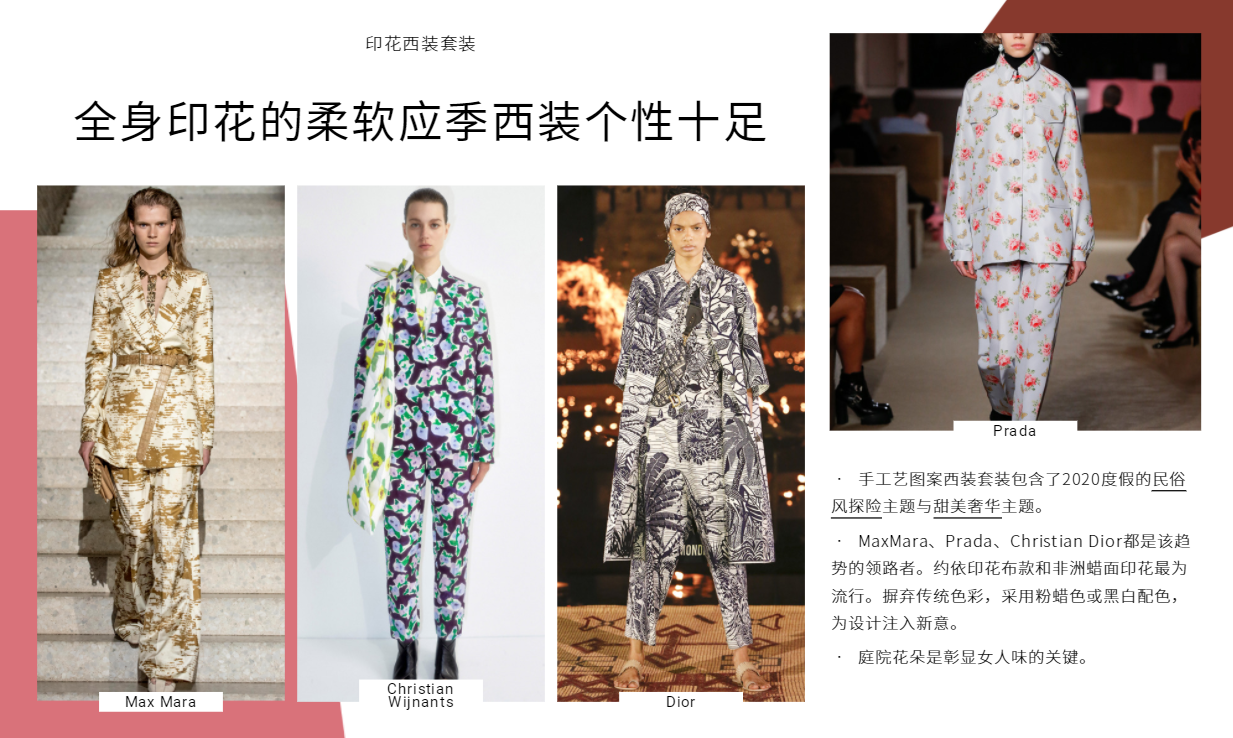 印花西装套装
全身印花的柔软应季西装个性十足
Max Mara
Christian
Wijnants
MOND
Dior
Prada
· 手工艺图案西装套装包含了2020度假的民俗
风探险主题与甜美奢华主题。
· MaxMara、Prada、Christian Dior都是该趋
势的领路者。约依印花布款和非洲蜡面印花最为
流行。摒弃传统色彩，采用粉蜡色或黑白配色，
为设计注入新意。
· 庭院花朵是彰显女人味的关键。